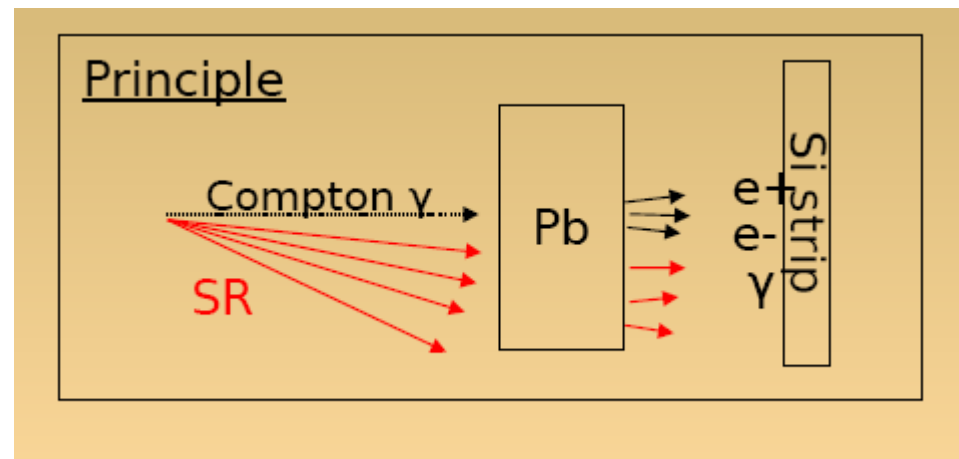 Principle
Compton γ
SR
Pb
e+
e-
γ
Si strip